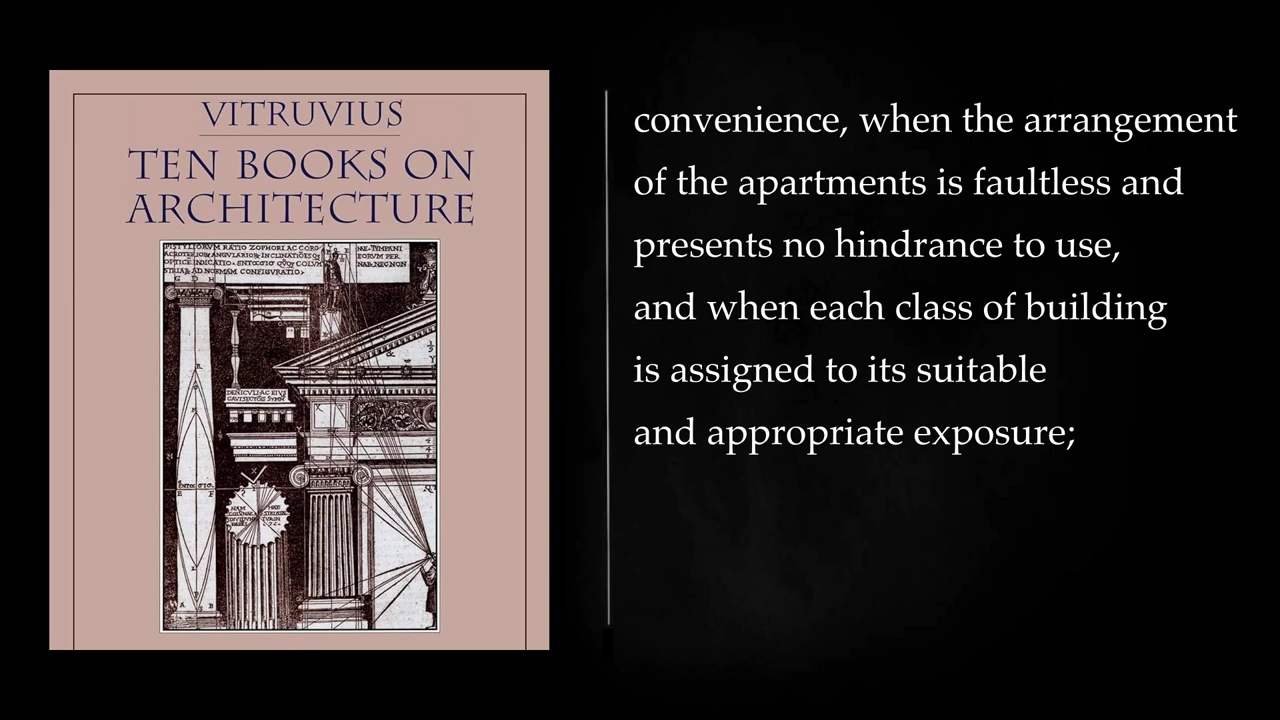 VITRUVIUS
TEN BOOKS ON
ARCHITECTURE
convenience, when the arrangement
of the apartments is faultless and
presents no hindrance to use,
and when each class of building
is assigned to its suitable
and appropriate exposure;